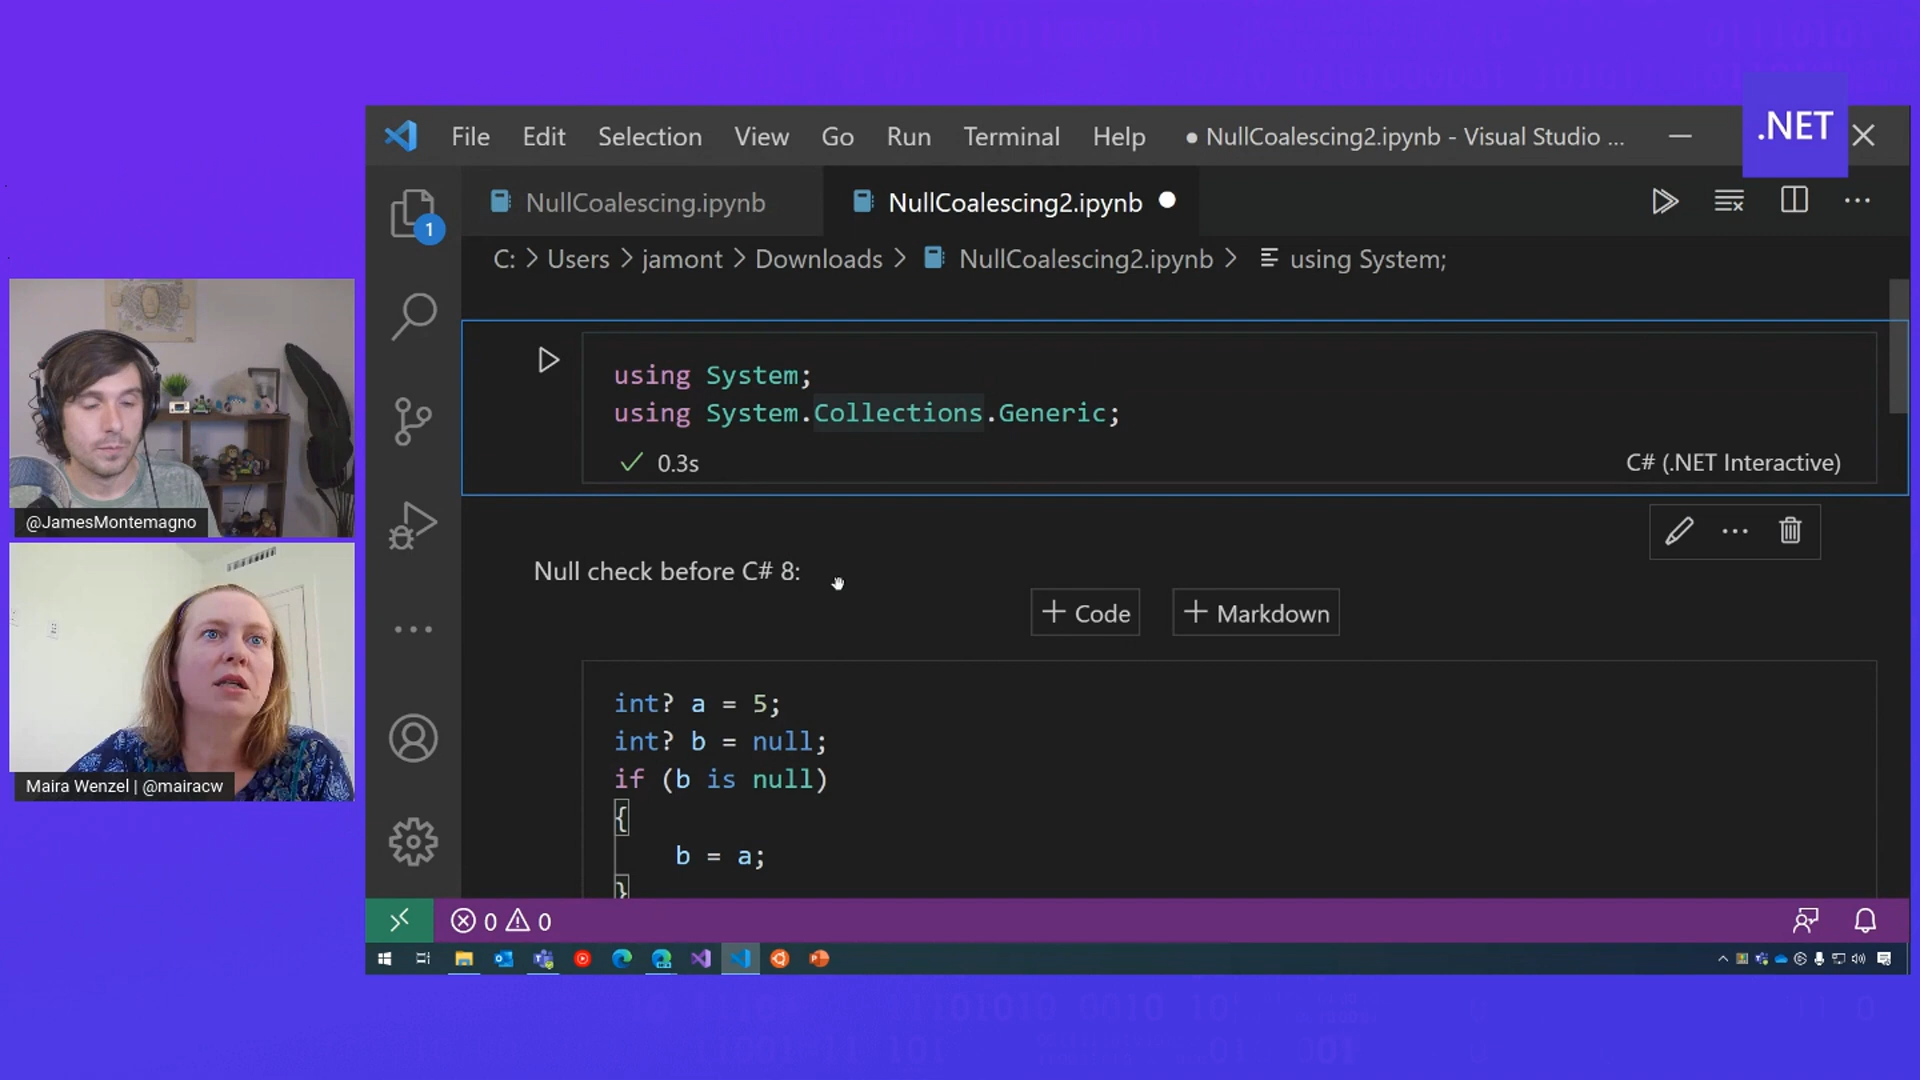 .NET
File Edit Selection View Go Run Terminal Help ● NullCoalescing2.ipynb - Visual Studio ...
1
NullCoalescing.ipynb
NullCoalescing2.ipynb
C: > Users > jamont > Downloads > NullCoalescing2.ipynb > using System;
using System;
using System.Collections.Generic;
0.3s
C# (.NET Interactive)
Null check before C# 8:
+ Code
+ Markdown
int? a = 5;
int? b = null;
if (b is null)
{
b = a;
}
0 0
@JamesMontemagno
Maira Wenzel | @mairacw